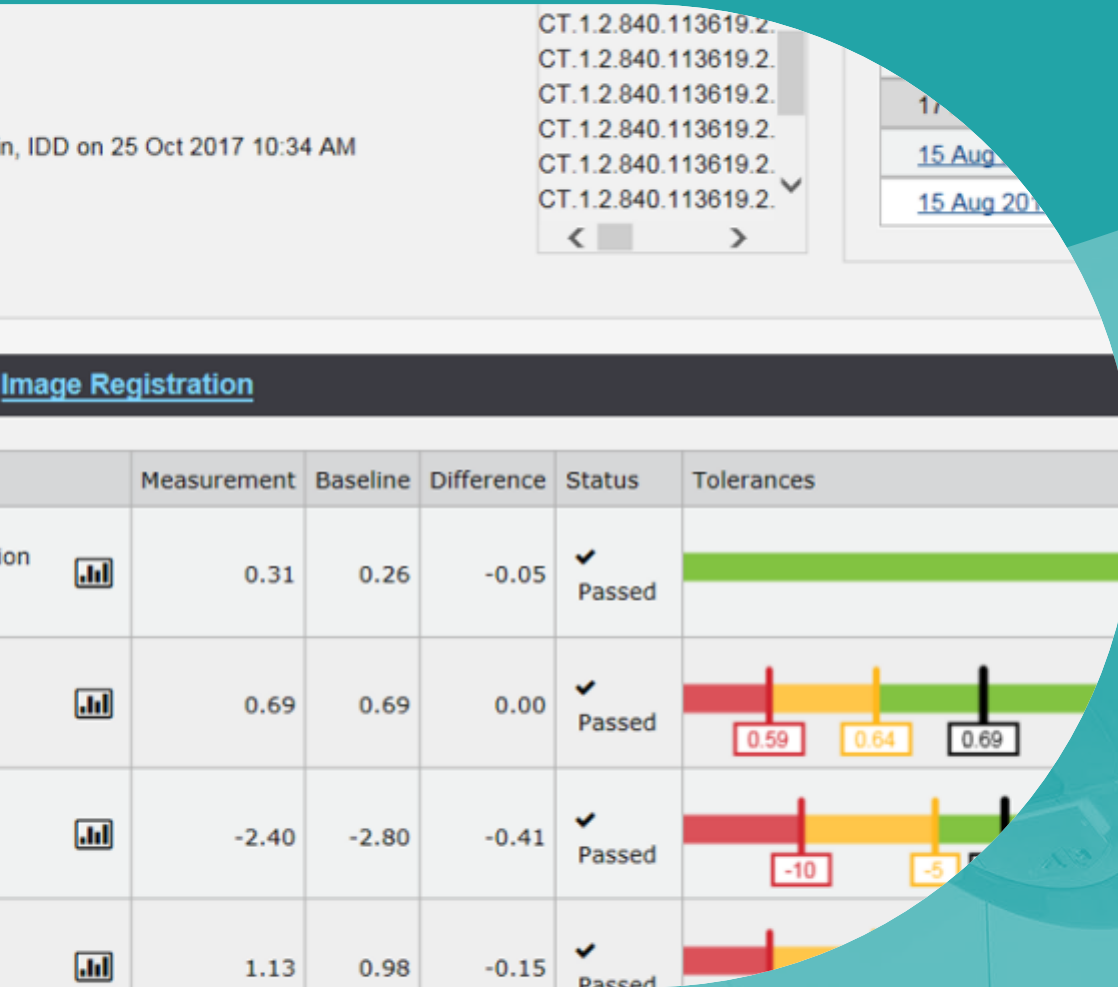 CT.1.2.840.113619.2.
CT.1.2.840.113619.2.
CT.1.2.840.113619.2.
CT.1.2.840.113619.2.
CT.1.2.840.113619.2.
CT.1.2.840.113619.2.
IDD on 25 Oct 2017 10:34 AM
15 Aug
15 Aug
Image Registration
Measurement Baseline Difference Status Tolerances
0.31 0.26 -0.05 Passed
0.69 0.69 0.00 Passed
0.59 0.64 0.69
-2.40 -2.80 -0.41 Passed
-10 -5
1.13 0.98 -0.15 Passed